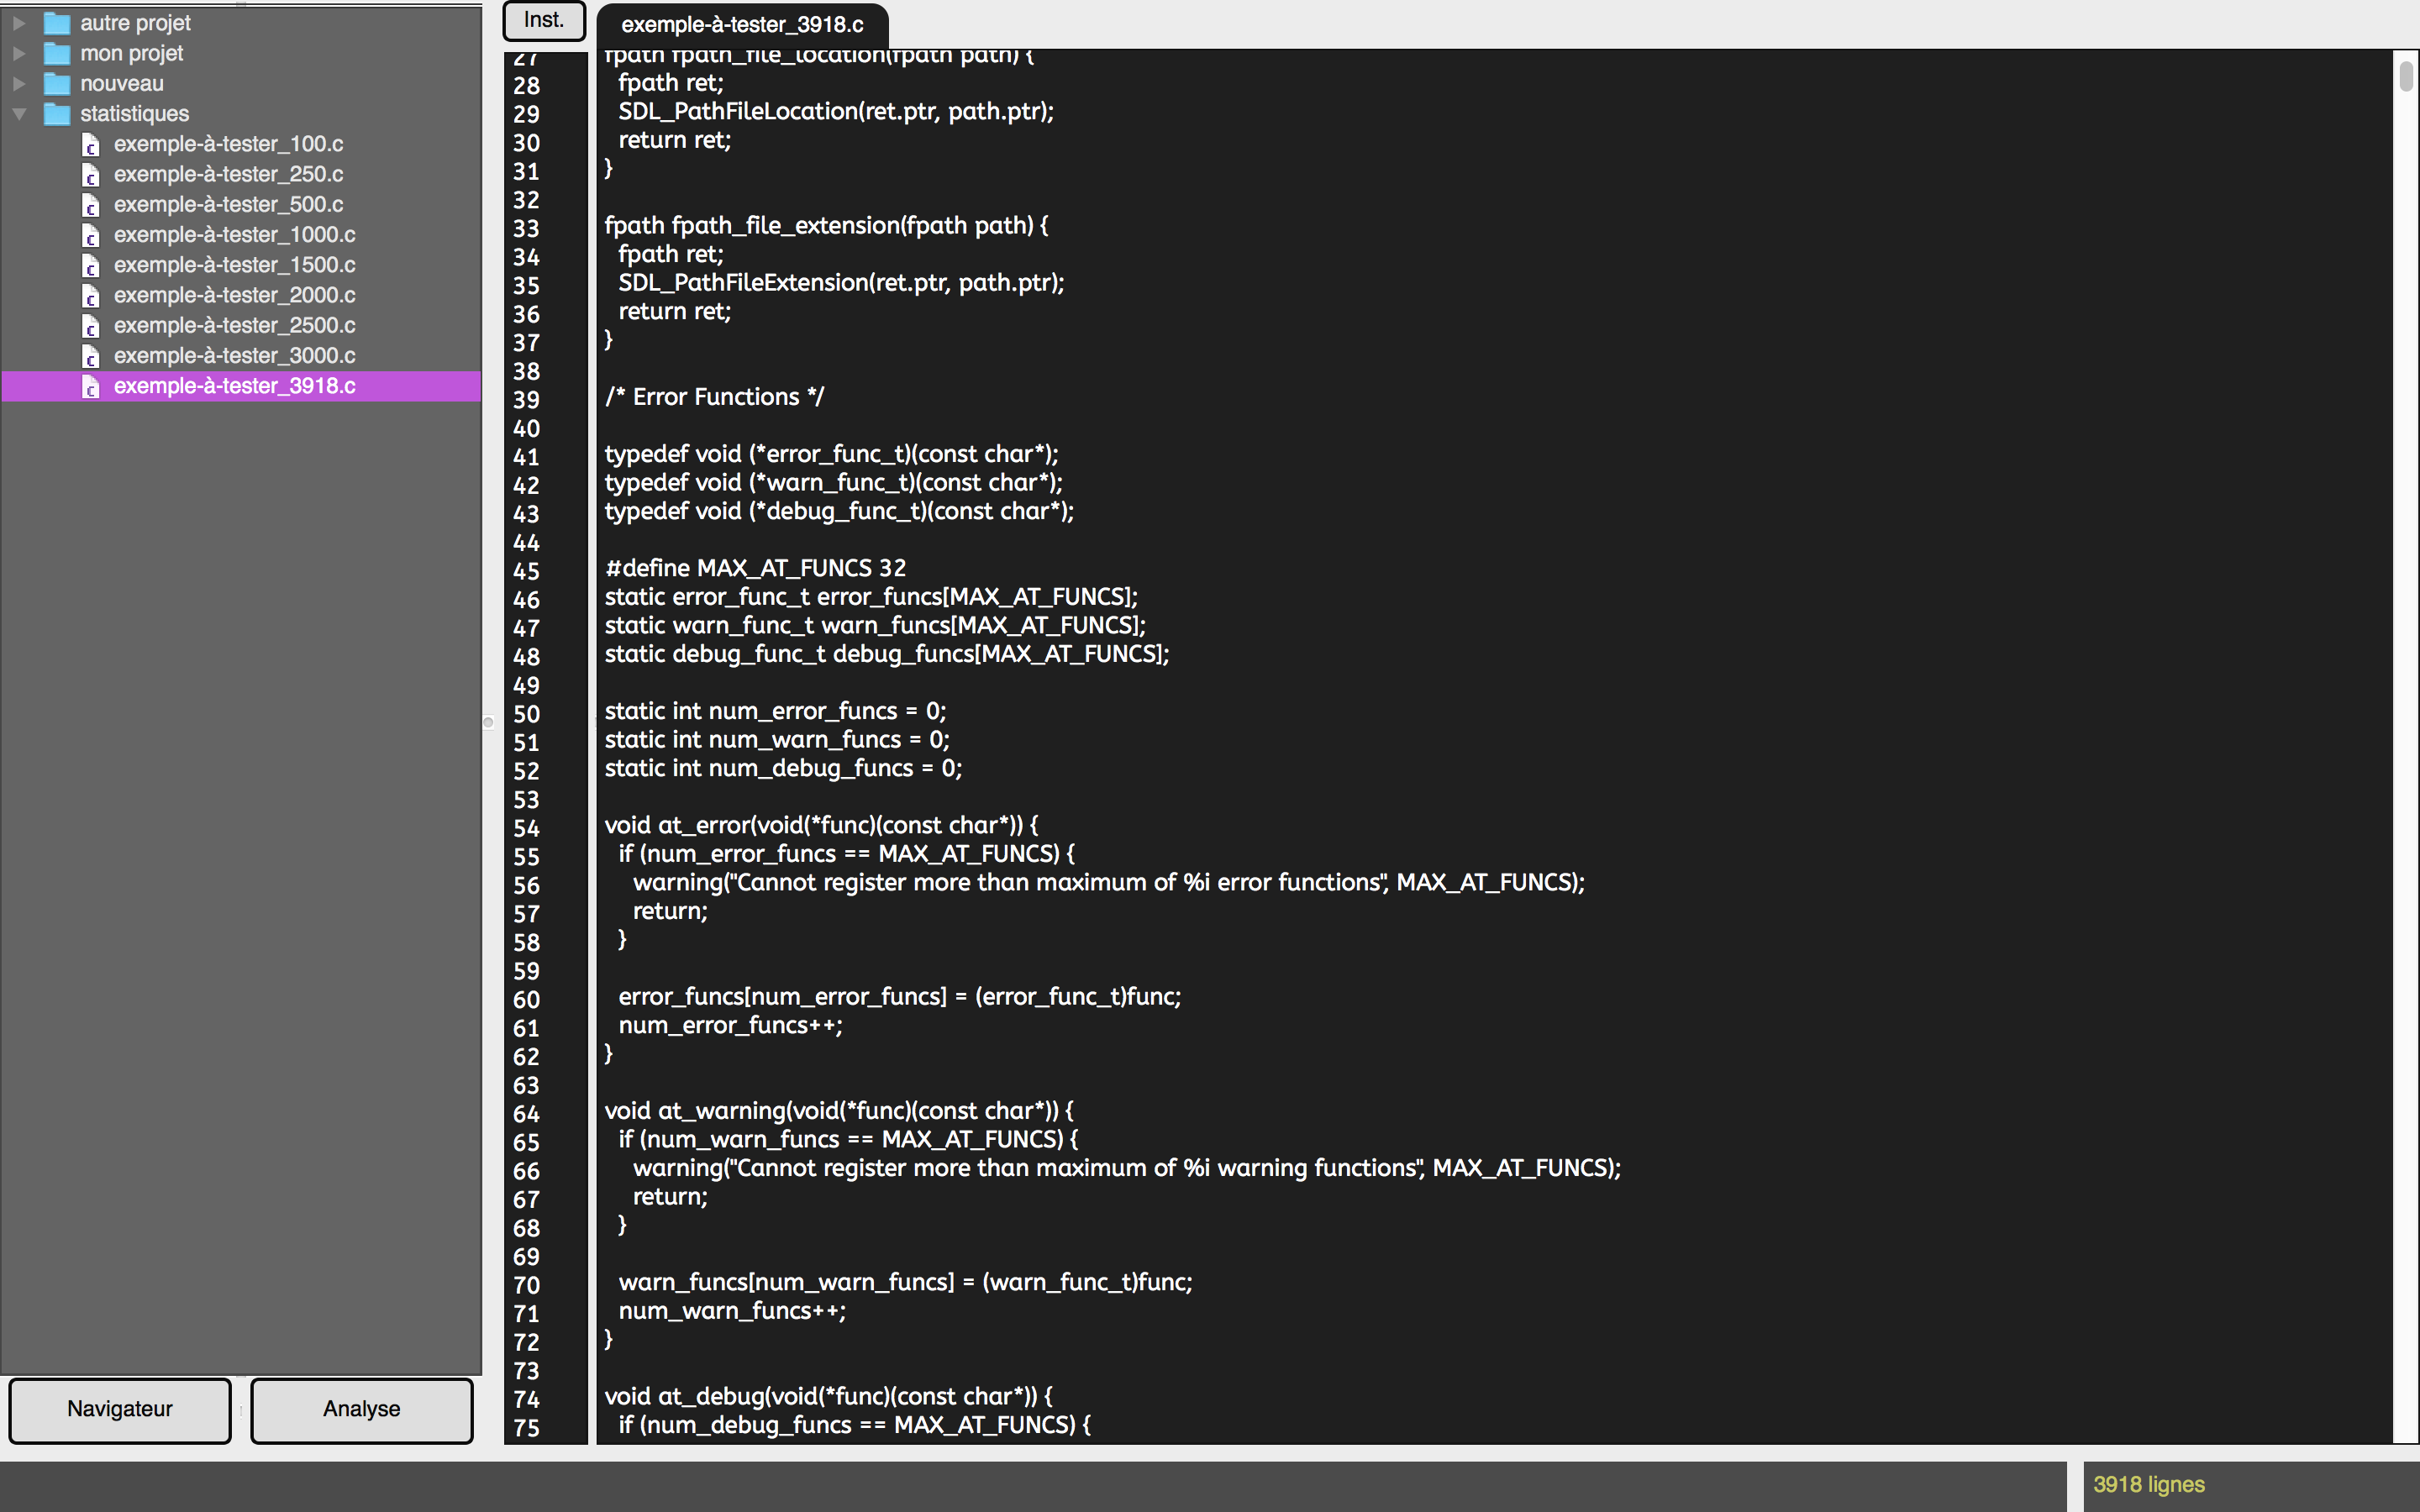 autre projet
mon projet
nouveau
statistiques
exemple-à-tester_100.c
exemple-à-tester_250.c
exemple-à-tester_500.c
exemple-à-tester_1000.c
exemple-à-tester_1500.c
exemple-à-tester_2000.c
exemple-à-tester_2500.c
exemple-à-tester_3000.c
exemple-à-tester_3918.c
Navigateur
Analyse
Inst.
exemple-à-tester_3918.c
27 fpath fpath_file_location(fpath path) {
28   fpath ret;
29   SDL_PathFileLocation(ret.ptr, path.ptr);
30   return ret;
31 }
32
33 fpath fpath_file_extension(fpath path) {
34   fpath ret;
35   SDL_PathFileExtension(ret.ptr, path.ptr);
36   return ret;
37 }
38
39 /* Error Functions */
40
41 typedef void (*error_func_t)(const char*);
42 typedef void (*warn_func_t)(const char*);
43 typedef void (*debug_func_t)(const char*);
44
45 #define MAX_AT_FUNCS 32
46 static error_func_t error_funcs[MAX_AT_FUNCS];
47 static warn_func_t warn_funcs[MAX_AT_FUNCS];
48 static debug_func_t debug_funcs[MAX_AT_FUNCS];
49
50 static int num_error_funcs = 0;
51 static int num_warn_funcs = 0;
52 static int num_debug_funcs = 0;
53
54 void at_error(void(*func)(const char*)) {
55   if (num_error_funcs == MAX_AT_FUNCS) {
56     warning("Cannot register more than maximum of %i error functions", MAX_AT_FUNCS);
57     return;
58   }
59
60   error_funcs[num_error_funcs] = (error_func_t)func;
61   num_error_funcs++;
62 }
63
64 void at_warning(void(*func)(const char*)) {
65   if (num_warn_funcs == MAX_AT_FUNCS) {
66     warning("Cannot register more than maximum of %i warning functions", MAX_AT_FUNCS);
67     return;
68   }
69
70   warn_funcs[num_warn_funcs] = (warn_func_t)func;
71   num_warn_funcs++;
72 }
73
74 void at_debug(void(*func)(const char*)) {
75   if (num_debug_funcs == MAX_AT_FUNCS) {
3918 lignes